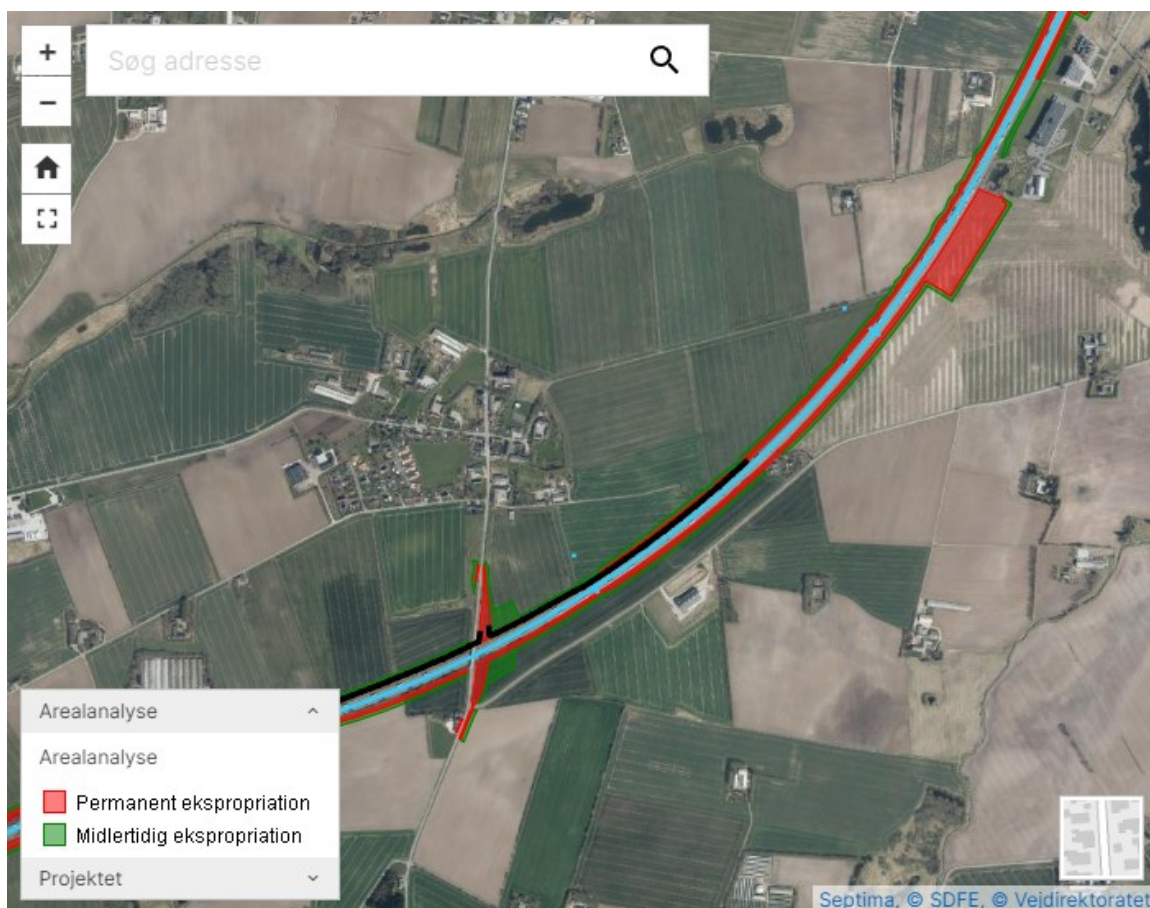 +
Søg adresse
−
Arealanalyse
Arealanalyse
Permanent ekspropriation
Midlertidig ekspropriation
Projektet
Septima, © SDFE, © Vejdirektoratet